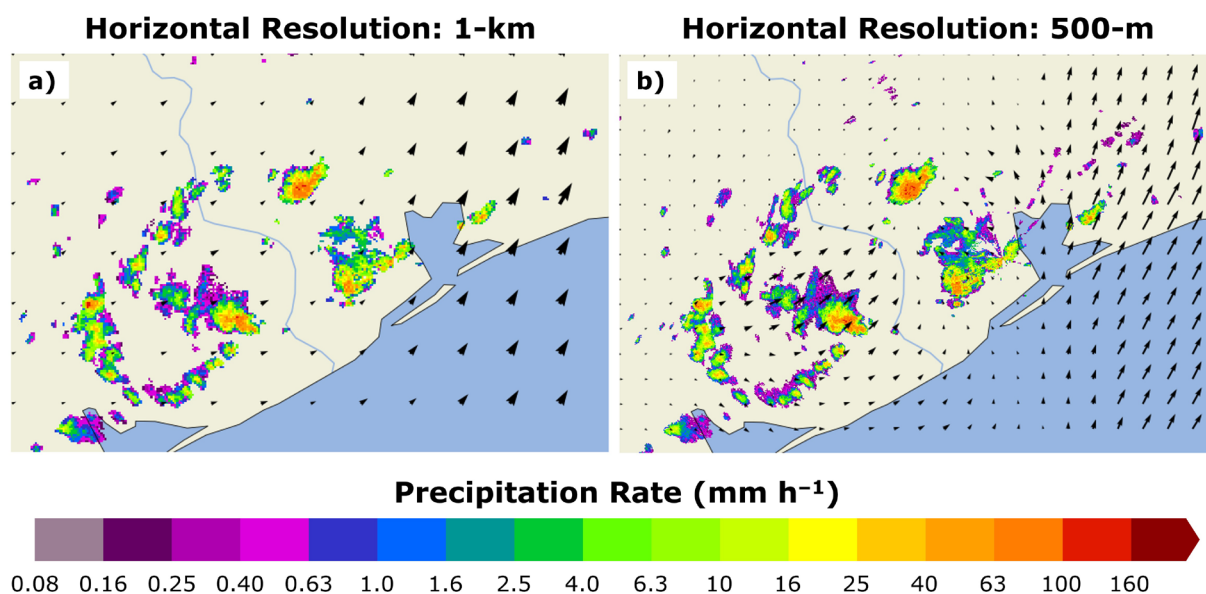 Horizontal Resolution: 1-km
Horizontal Resolution: 500-m
a)
b)
Precipitation Rate (mm h⁻¹)
0.08 0.16 0.25 0.40 0.63 1.0 1.6 2.5 4.0 6.3 10 16 25 40 63 100 160